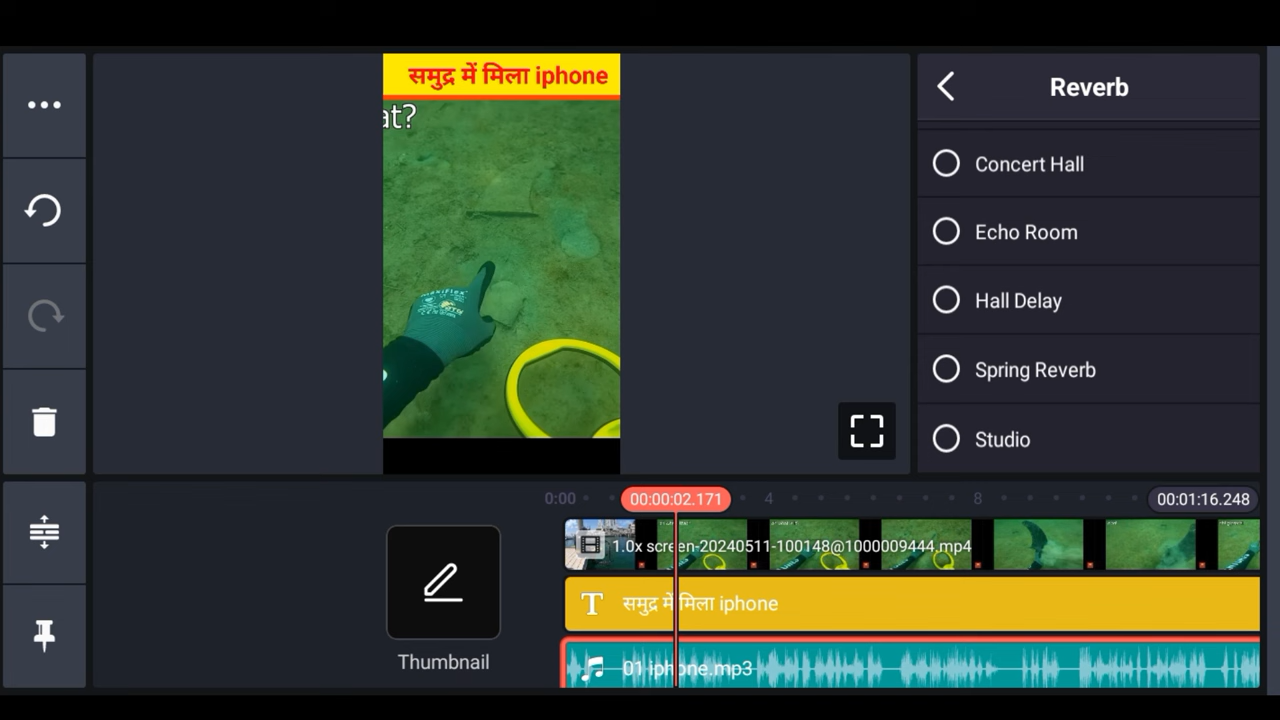 समुद्र में मिला iphone
at?
Reverb
Concert Hall
Echo Room
Hall Delay
Spring Reverb
Studio
0:00
00:00:02.171
4
8
00:01:16.248
1.0x screen-20240511-100148@1000009444.mp4
T समुद्र में मिला iphone
01 iphone.mp3
Thumbnail